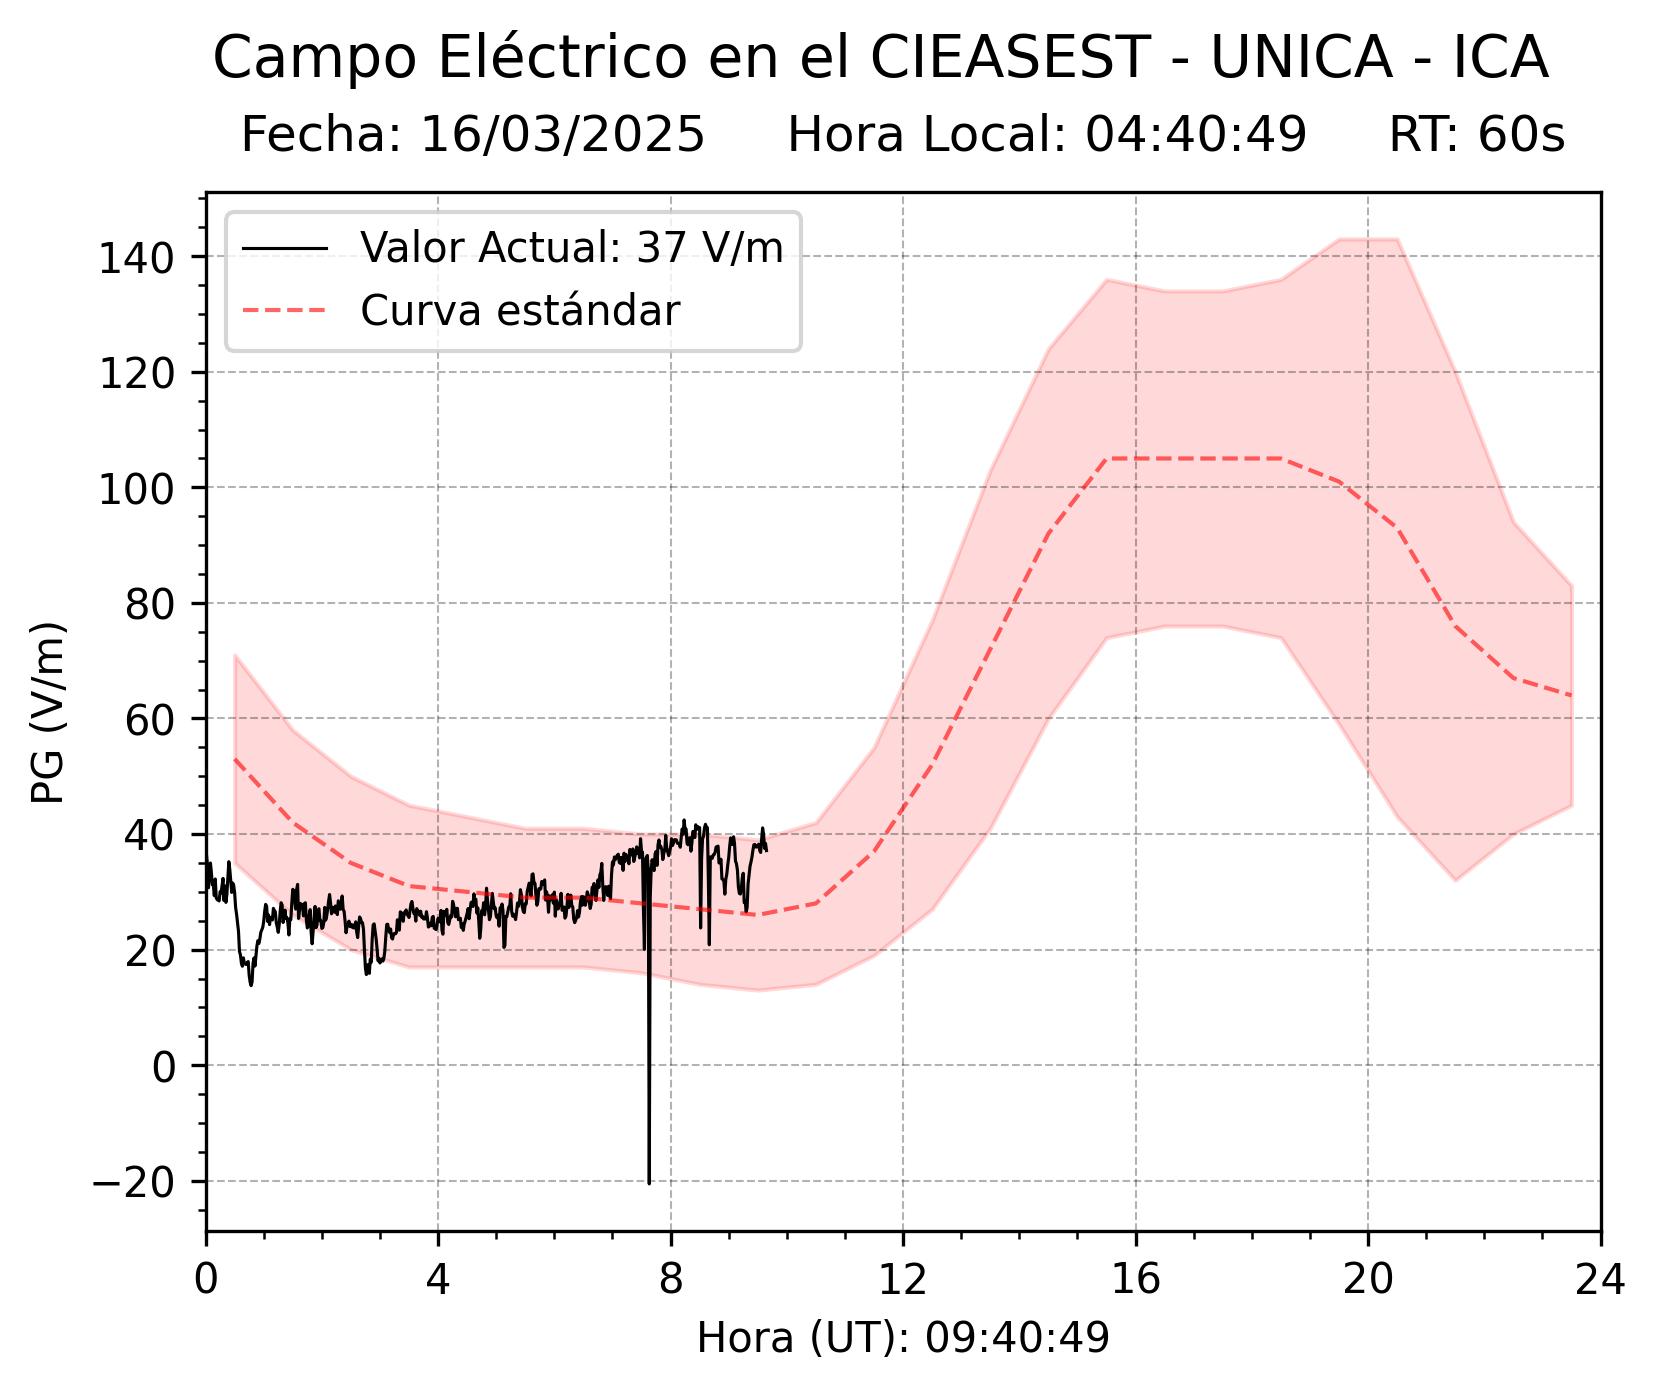 Campo Eléctrico en el CIEASEST - UNICA - ICA
Fecha: 16/03/2025 Hora Local: 04:40:49 RT: 60s
Valor Actual: 37 V/m
Curva estándar
PG (V/m)
140
120
100
80
60
40
20
0
−20
0 4 8 12 16 20 24
Hora (UT): 09:40:49